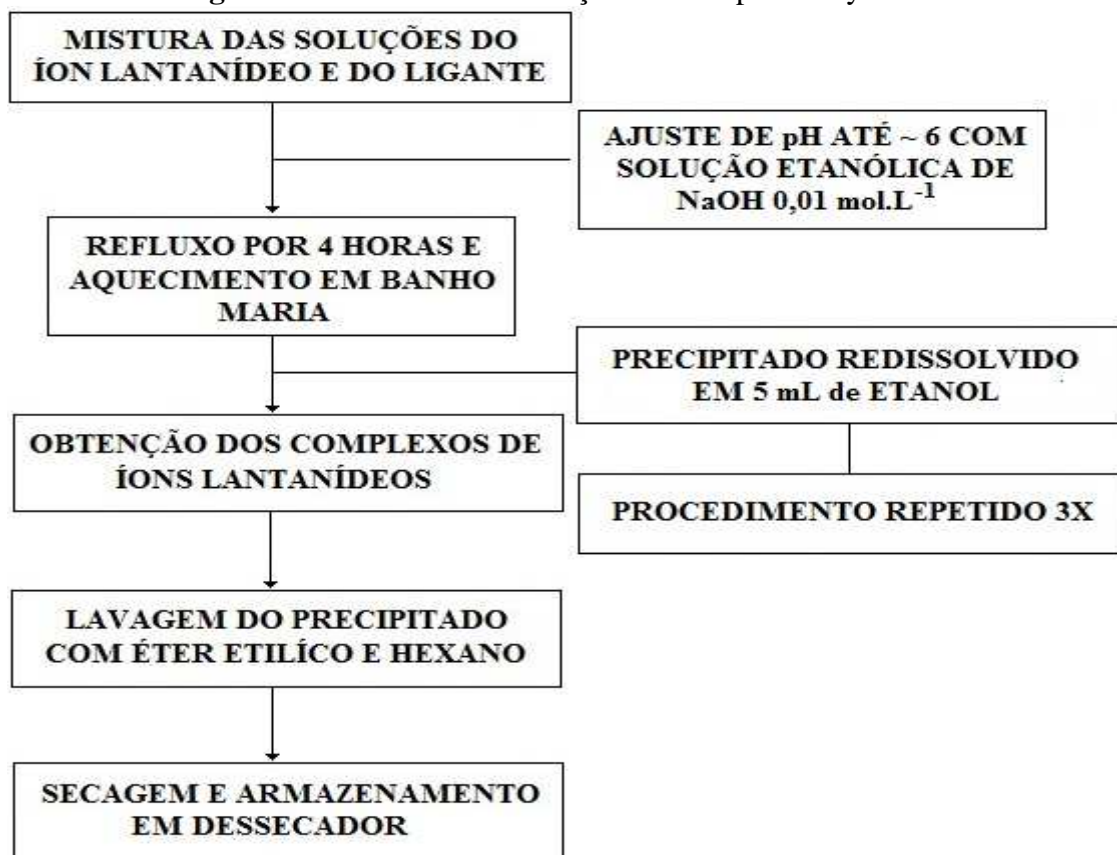 MISTURA DAS SOLUÇÕES DO
ÍON LANTANÍDEO E DO LIGANTE
AJUSTE DE pH ATÉ ~ 6 COM
SOLUÇÃO ETANÓLICA DE
NaOH 0,01 mol.L⁻¹
REFLUXO POR 4 HORAS E
AQUECIMENTO EM BANHO
MARIA
PRECIPITADO REDISSOLVIDO
EM 5 mL de ETANOL
OBTENÇÃO DOS COMPLEXOS DE
ÍONS LANTANÍDEOS
PROCEDIMENTO REPETIDO 3X
LAVAGEM DO PRECIPITADO
COM ÉTER ETILÍCO E HEXANO
SECAGEM E ARMAZENAMENTO
EM DESSECADOR